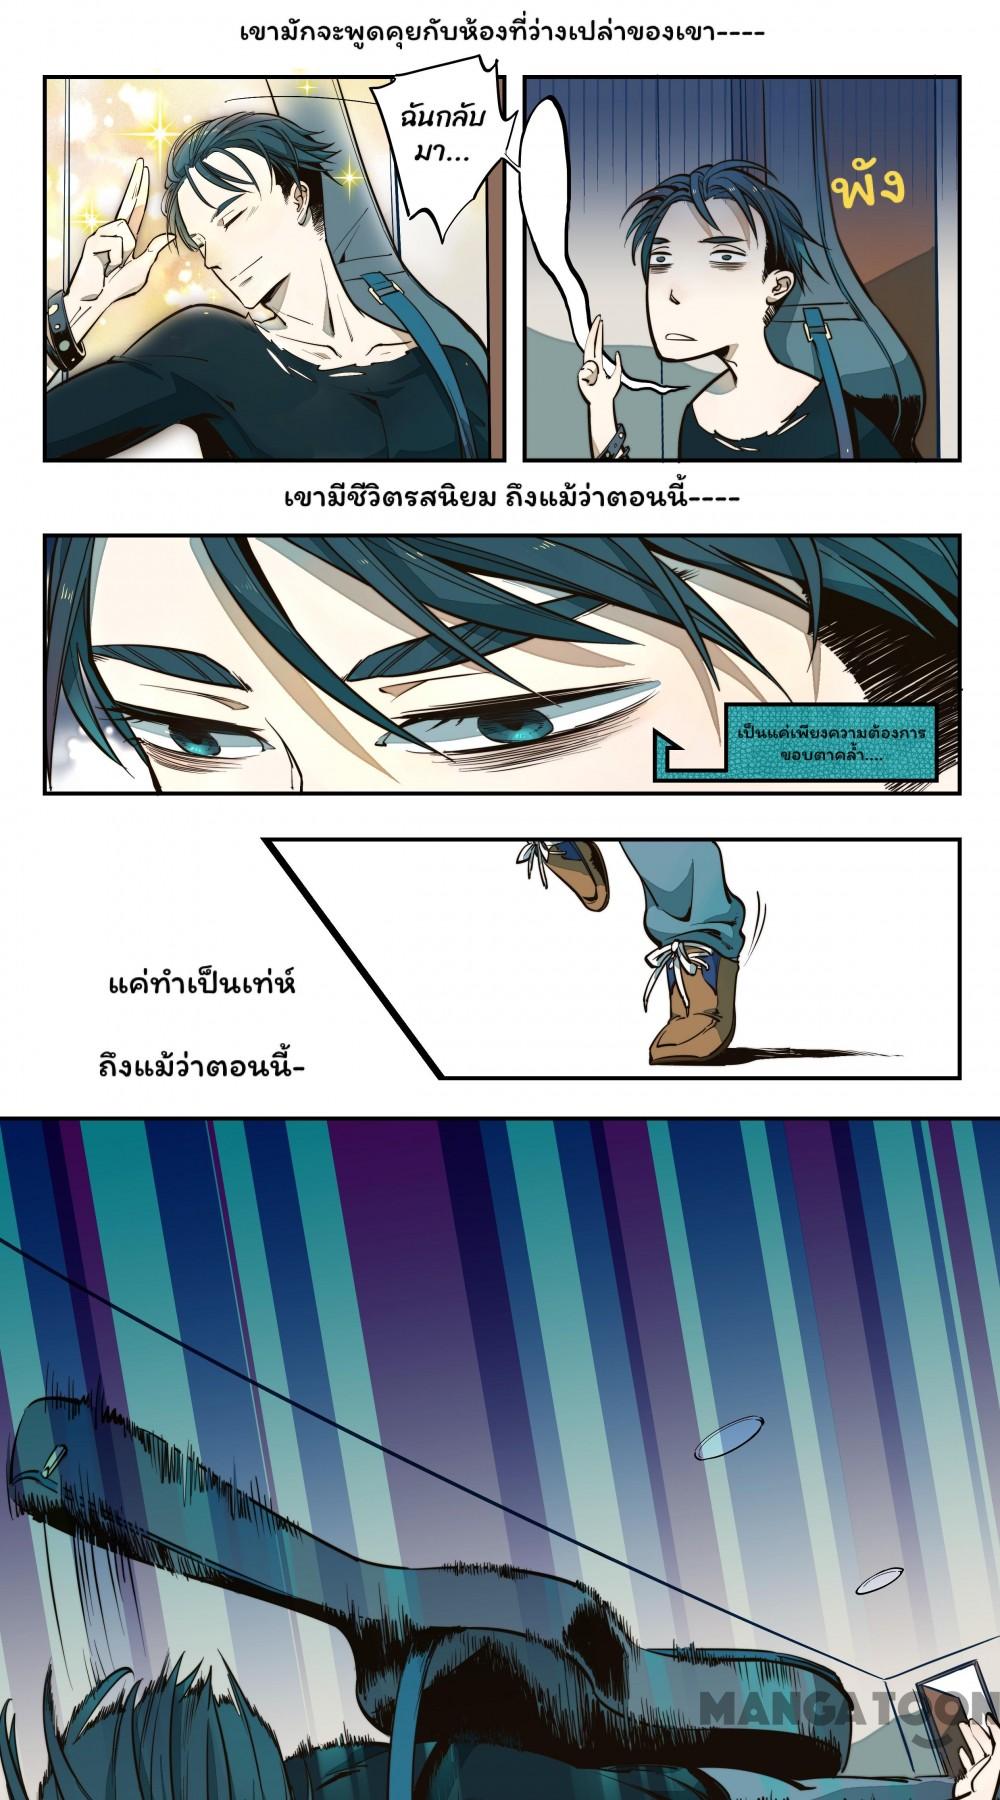 เขามักจะพูดคุยกับห้องที่ว่างเปล่าของเขา----
ฉันกลับ
มา...
พัง
เขามีชีวิตรสนิยม ถึงแม้ว่าตอนนี้----
เป็นแค่เพียงความต้องการ
ขอบตาคล้ำ....
แค่ทำเป็นเท่ห์
ถึงแม้ว่าตอนนี้-
MANGATOON